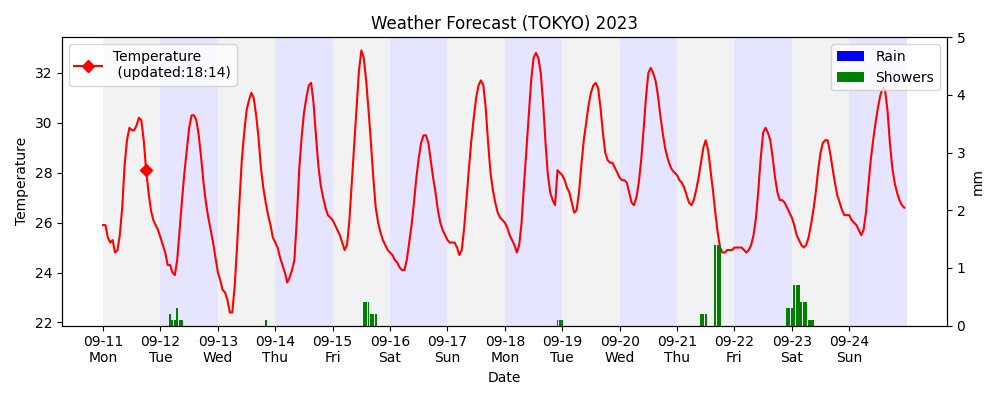 Weather Forecast (TOKYO) 2023
Temperature
(updated:18:14)
Rain
Showers
Temperature
32
30
28
26
24
22
5
4
3
2
1
0
mm
09-11 09-12 09-13 09-14 09-15 09-16 09-17 09-18 09-19 09-20 09-21 09-22 09-23 09-24
Mon Tue Wed Thu Fri Sat Sun Mon Tue Wed Thu Fri Sat Sun
Date